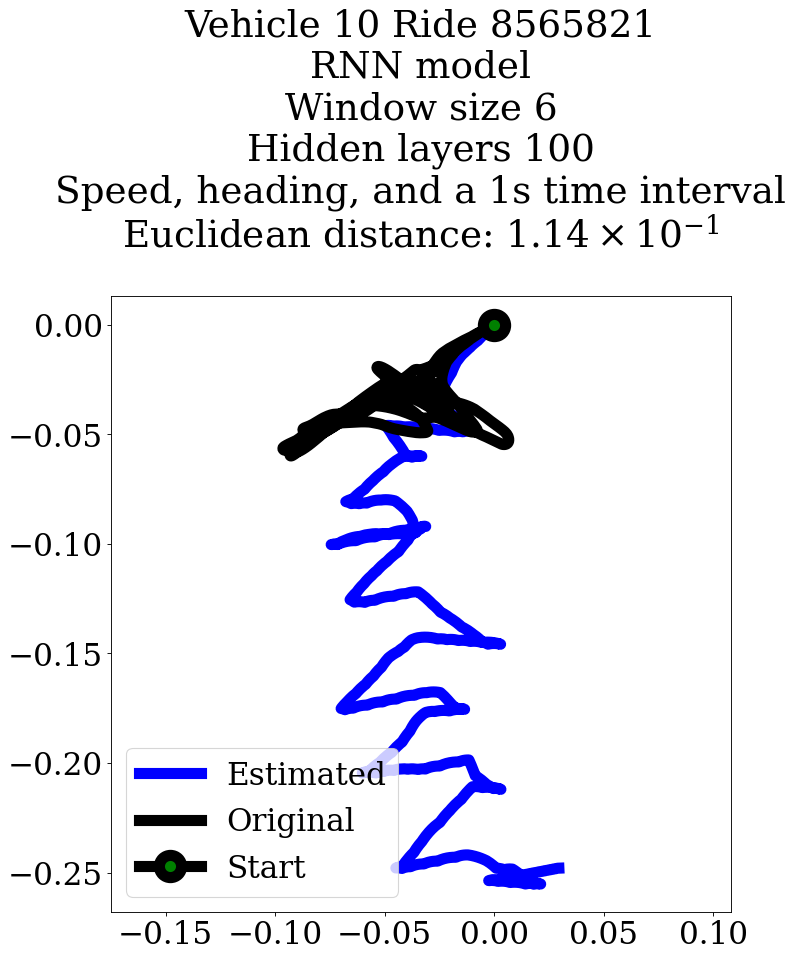 Vehicle 10 Ride 8565821
RNN model
Window size 6
Hidden layers 100
Speed, heading, and a 1s time interval
Euclidean distance: 1.14 × 10⁻¹
0.00
−0.05
−0.10
−0.15
−0.20
−0.25
Estimated
Original
Start
−0.15 −0.10 −0.05 0.00 0.05 0.10